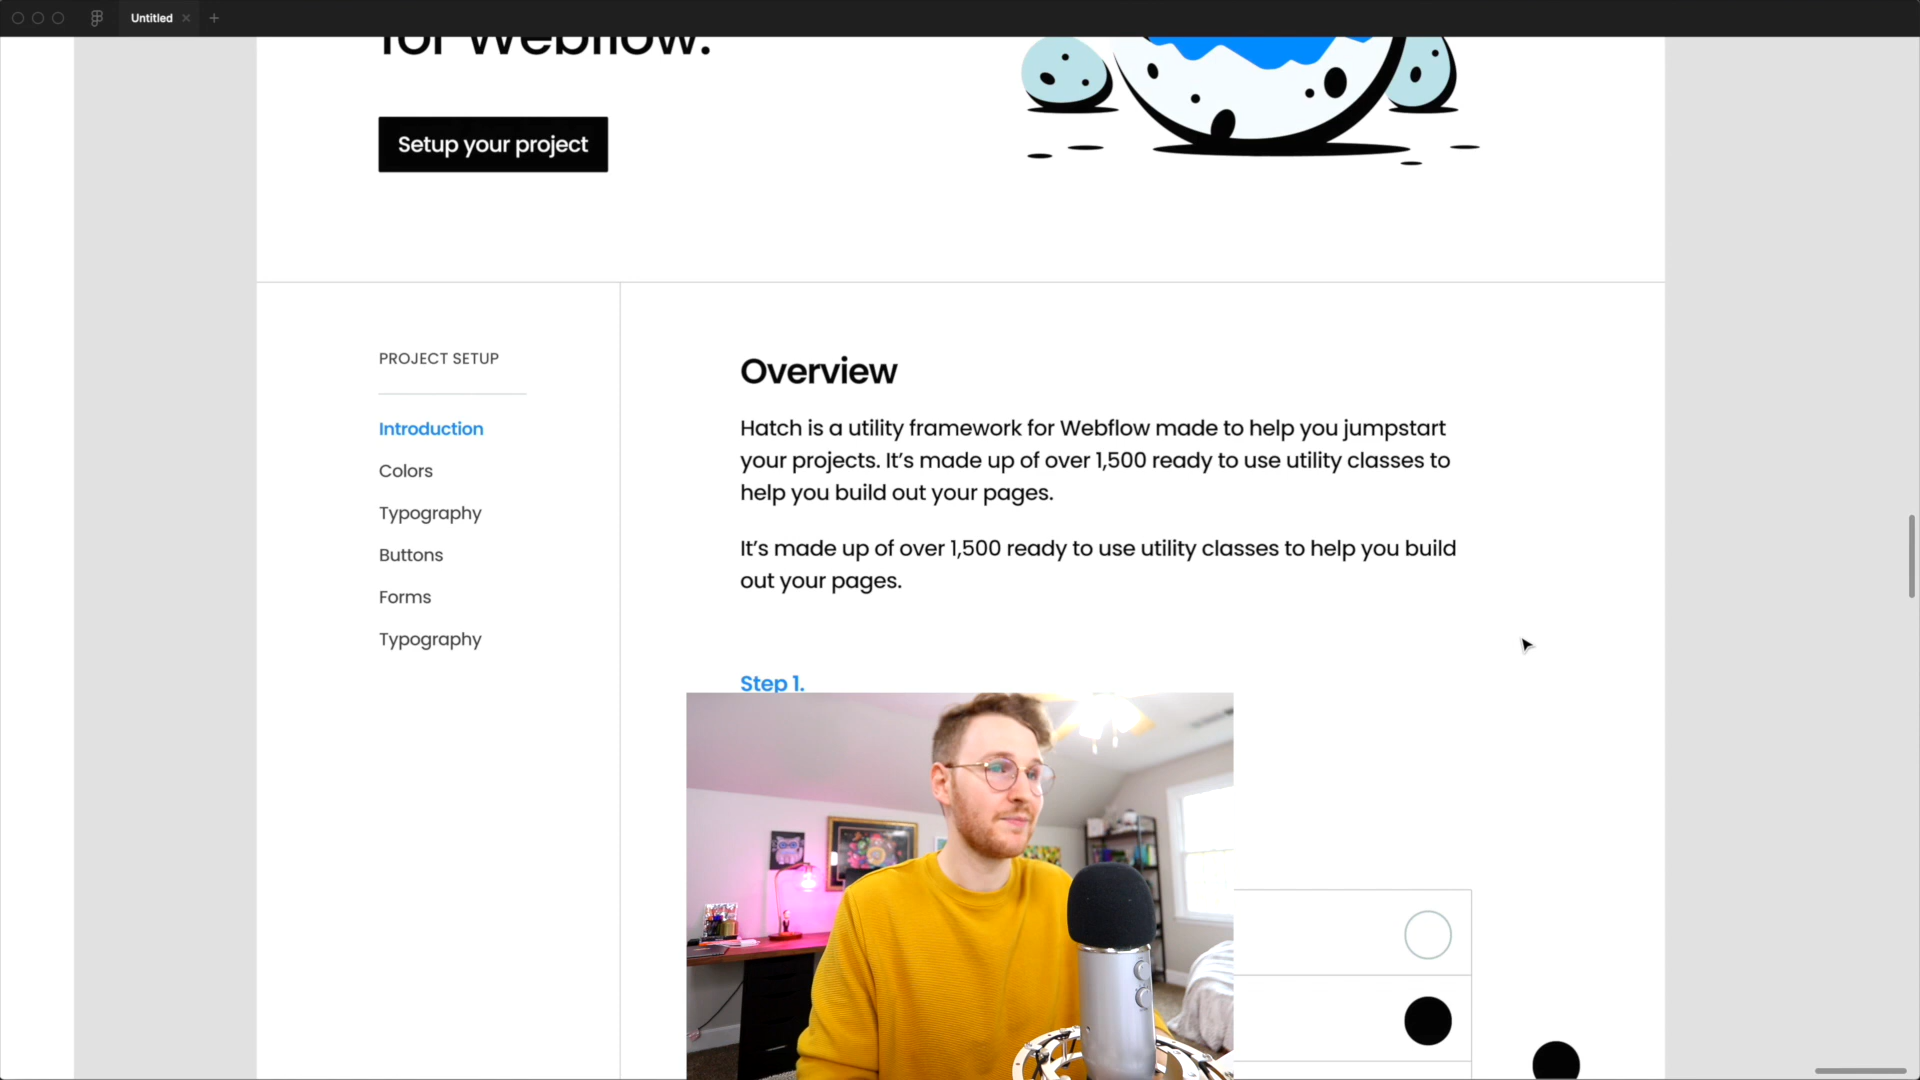 Untitled
for Webflow.
Setup your project
PROJECT SETUP
Introduction
Colors
Typography
Buttons
Forms
Typography
Overview
Hatch is a utility framework for Webflow made to help you jumpstart
your projects. It’s made up of over 1,500 ready to use utility classes to
help you build out your pages.
It’s made up of over 1,500 ready to use utility classes to help you build
out your pages.
Step 1.